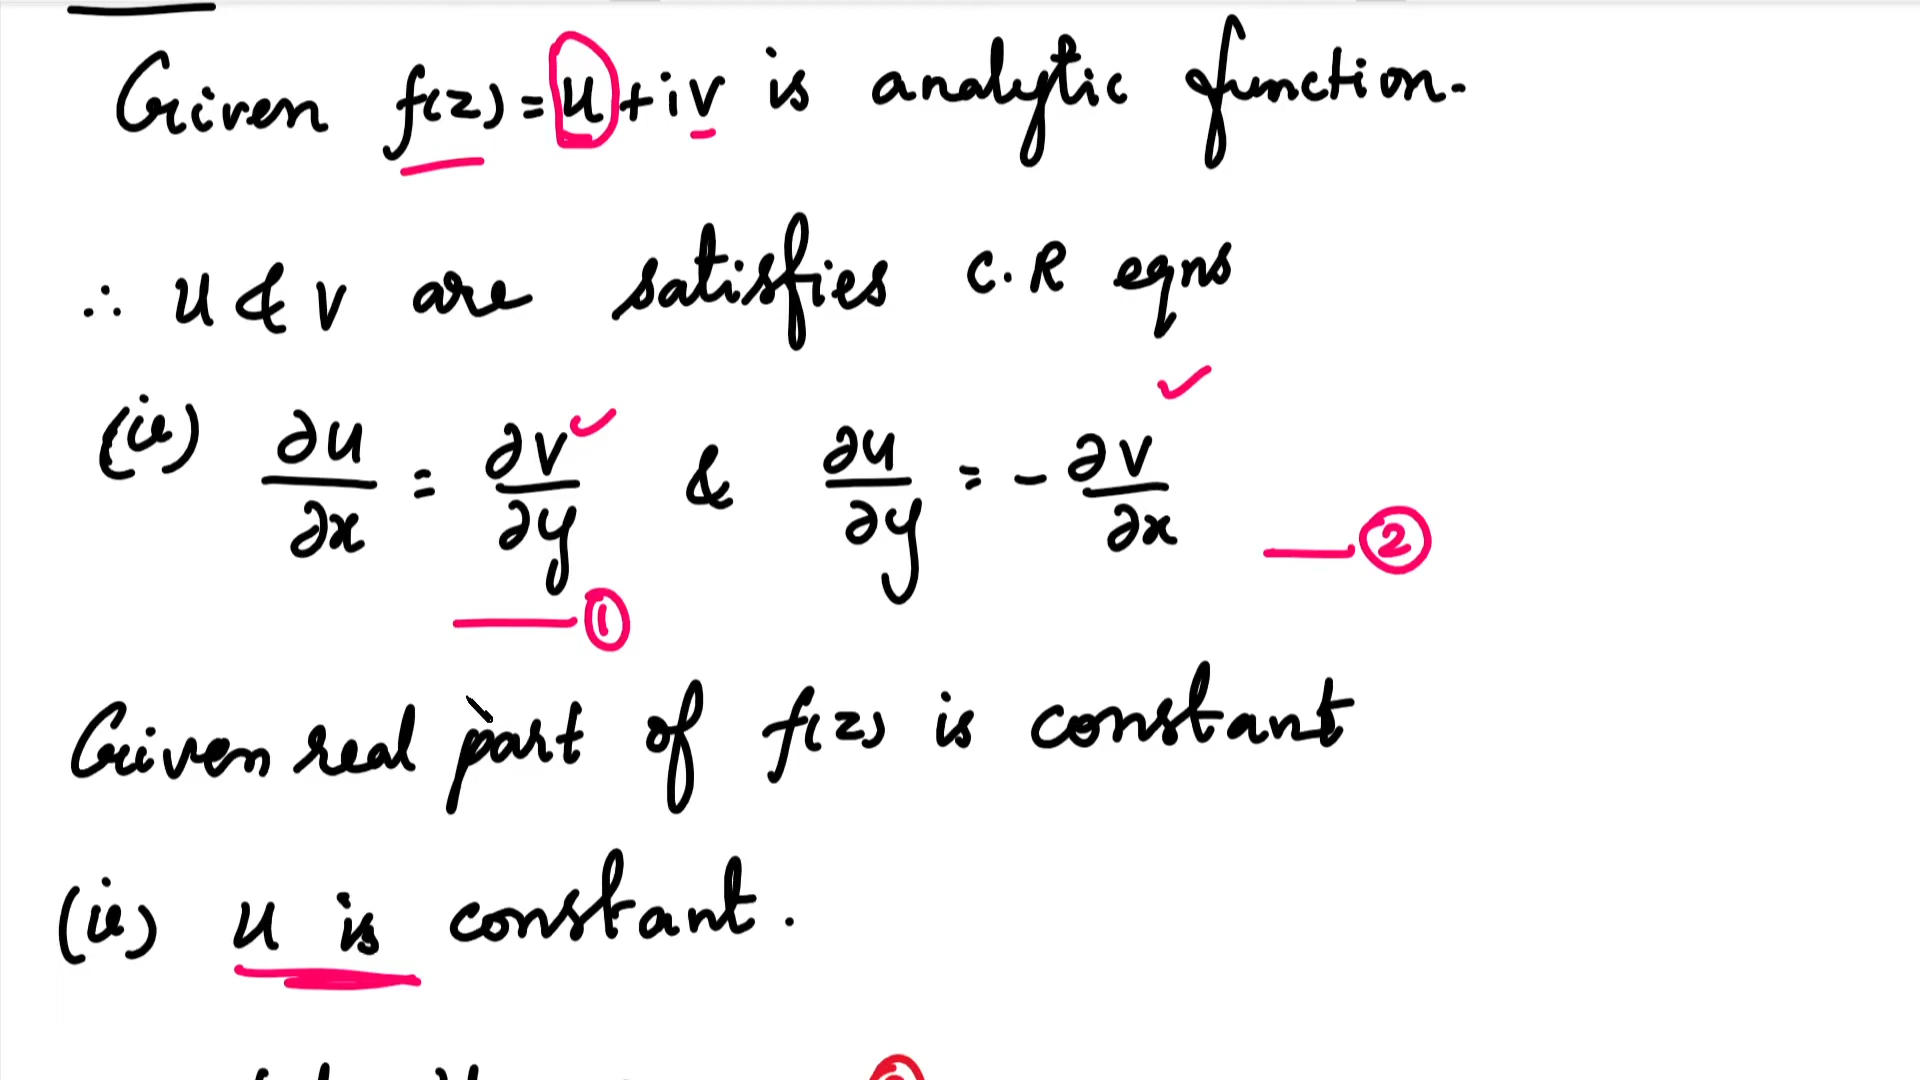 Given f(z) = u + iv is analytic function.
∴ u & v are satisfies C.R eqns
(ie) ∂u/∂x = ∂v/∂y & ∂u/∂y = - ∂v/∂x ②
①
Given real part of f(z) is constant
(ie) u is constant.